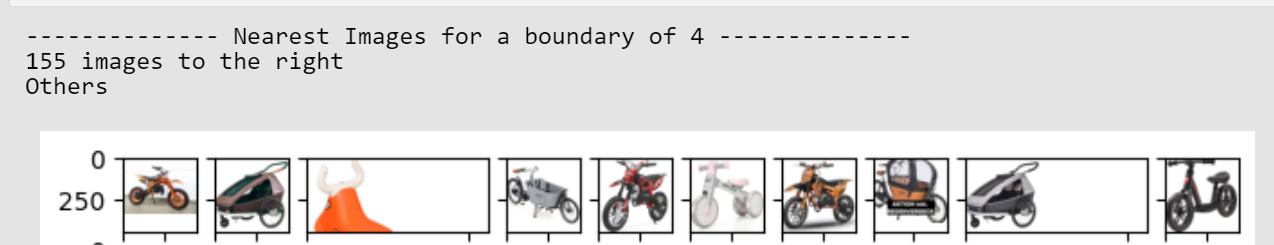 -------------- Nearest Images for a boundary of 4 --------------
155 images to the right
Others
0
250